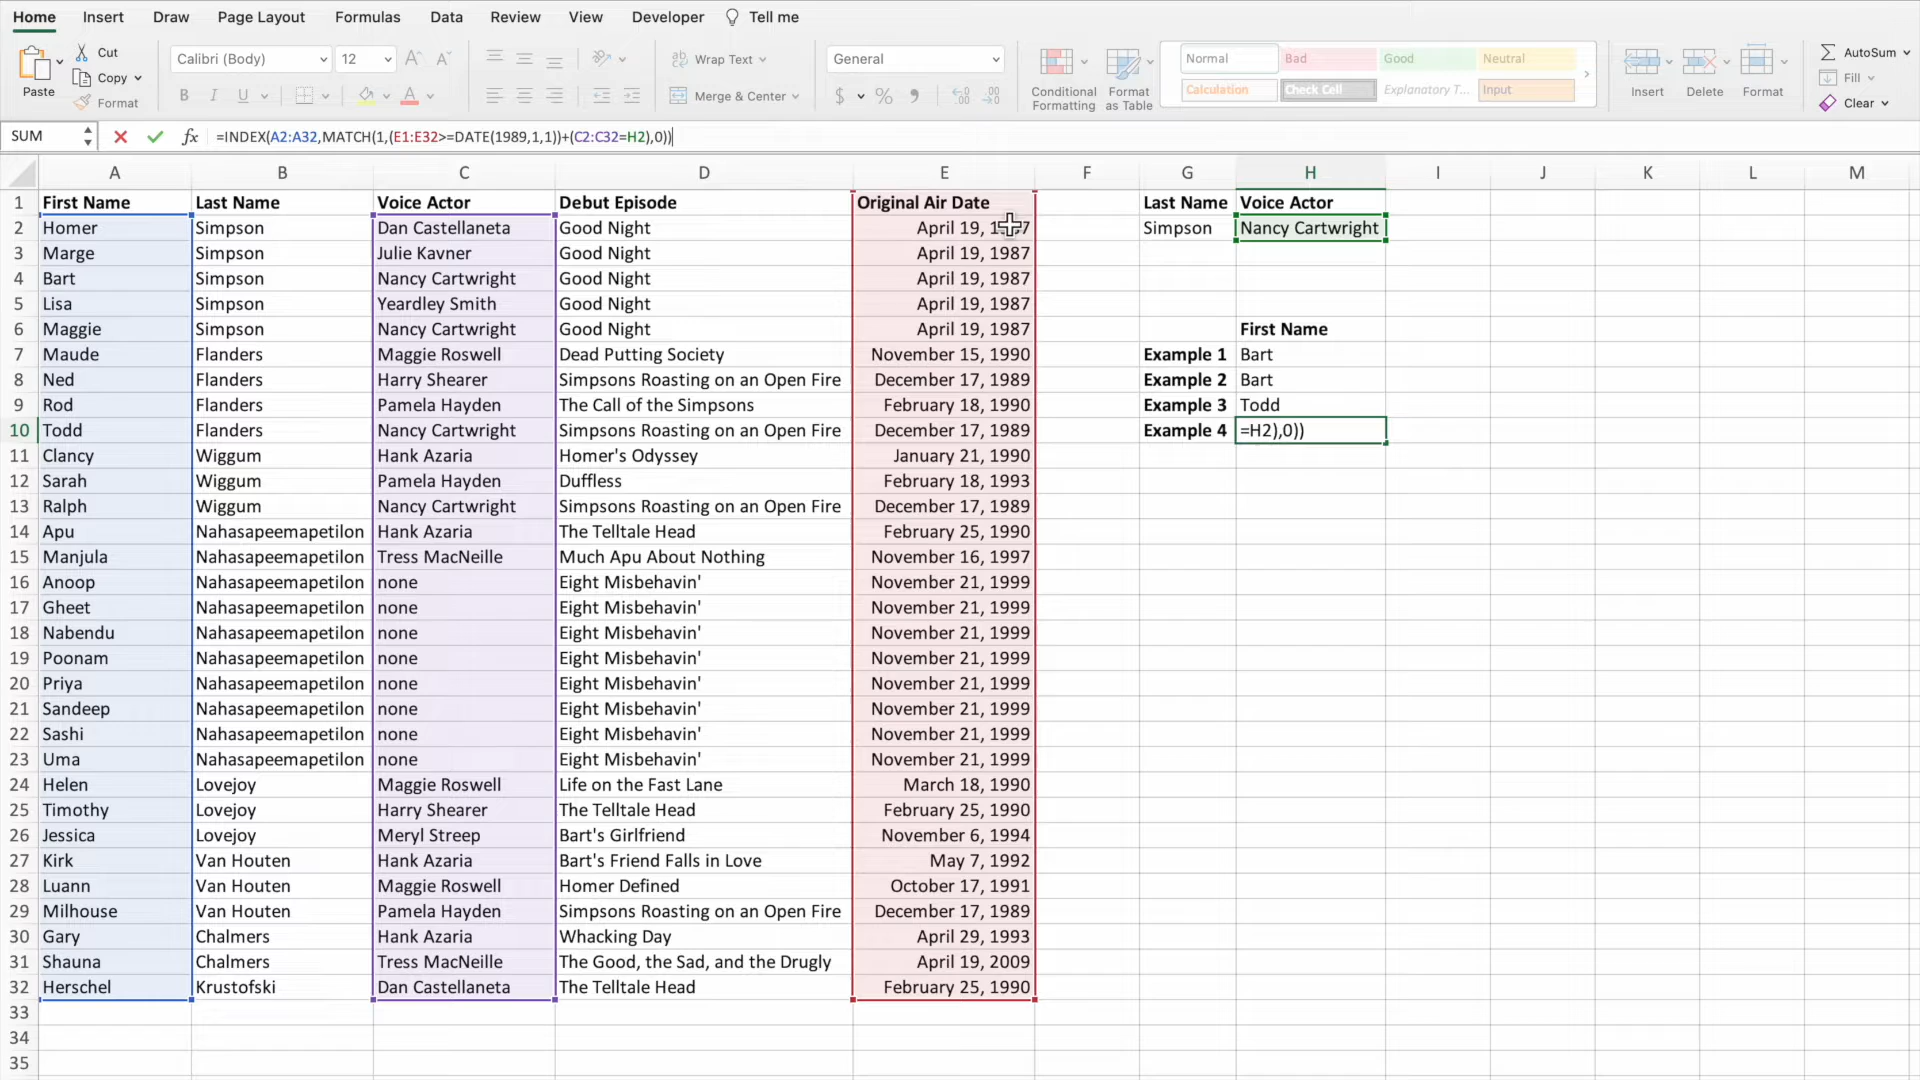 Home Insert Draw Page Layout Formulas Data Review View Developer Tell me
Paste
Cut
Copy
Format
Calibri (Body) 12 A A
B I U A
ab Wrap Text
Merge & Center
General
$ % 9
Conditional Formatting
Format as Table
Normal Bad Good Neutral
Calculation Check Cell Explanatory T... Input
Insert Delete Format
AutoSum
Fill
Clear
SUM fx =INDEX(A2:A32,MATCH(1,(E1:E32>=DATE(1989,1,1))+(C2:C32=H2),0))
A B C D E F G H I J K L M
1 First Name Last Name Voice Actor Debut Episode Original Air Date Last Name Voice Actor
2 Homer Simpson Dan Castellaneta Good Night April 19, 1987 Simpson Nancy Cartwright
3 Marge Simpson Julie Kavner Good Night April 19, 1987
4 Bart Simpson Nancy Cartwright Good Night April 19, 1987
5 Lisa Simpson Yeardley Smith Good Night April 19, 1987
6 Maggie Simpson Nancy Cartwright Good Night April 19, 1987 First Name
7 Maude Flanders Maggie Roswell Dead Putting Society November 15, 1990 Example 1 Bart
8 Ned Flanders Harry Shearer Simpsons Roasting on an Open Fire December 17, 1989 Example 2 Bart
9 Rod Flanders Pamela Hayden The Call of the Simpsons February 18, 1990 Example 3 Todd
10 Todd Flanders Nancy Cartwright Simpsons Roasting on an Open Fire December 17, 1989 Example 4 =H2),0))
11 Clancy Wiggum Hank Azaria Homer's Odyssey January 21, 1990
12 Sarah Wiggum Pamela Hayden Duffless February 18, 1993
13 Ralph Wiggum Nancy Cartwright Simpsons Roasting on an Open Fire December 17, 1989
14 Apu Nahasapeemapetilon Hank Azaria The Telltale Head February 25, 1990
15 Manjula Nahasapeemapetilon Tress MacNeille Much Apu About Nothing November 16, 1997
16 Anoop Nahasapeemapetilon none Eight Misbehavin' November 21, 1999
17 Gheet Nahasapeemapetilon none Eight Misbehavin' November 21, 1999
18 Nabendu Nahasapeemapetilon none Eight Misbehavin' November 21, 1999
19 Poonam Nahasapeemapetilon none Eight Misbehavin' November 21, 1999
20 Priya Nahasapeemapetilon none Eight Misbehavin' November 21, 1999
21 Sandeep Nahasapeemapetilon none Eight Misbehavin' November 21, 1999
22 Sashi Nahasapeemapetilon none Eight Misbehavin' November 21, 1999
23 Uma Nahasapeemapetilon none Eight Misbehavin' November 21, 1999
24 Helen Lovejoy Maggie Roswell Life on the Fast Lane March 18, 1990
25 Timothy Lovejoy Harry Shearer The Telltale Head February 25, 1990
26 Jessica Lovejoy Meryl Streep Bart's Girlfriend November 6, 1994
27 Kirk Van Houten Hank Azaria Bart's Friend Falls in Love May 7, 1992
28 Luann Van Houten Maggie Roswell Homer Defined October 17, 1991
29 Milhouse Van Houten Pamela Hayden Simpsons Roasting on an Open Fire December 17, 1989
30 Gary Chalmers Hank Azaria Whacking Day April 29, 1993
31 Shauna Chalmers Tress MacNeille The Good, the Sad, and the Drugly April 19, 2009
32 Herschel Krustofski Dan Castellaneta The Telltale Head February 25, 1990
33
34
35